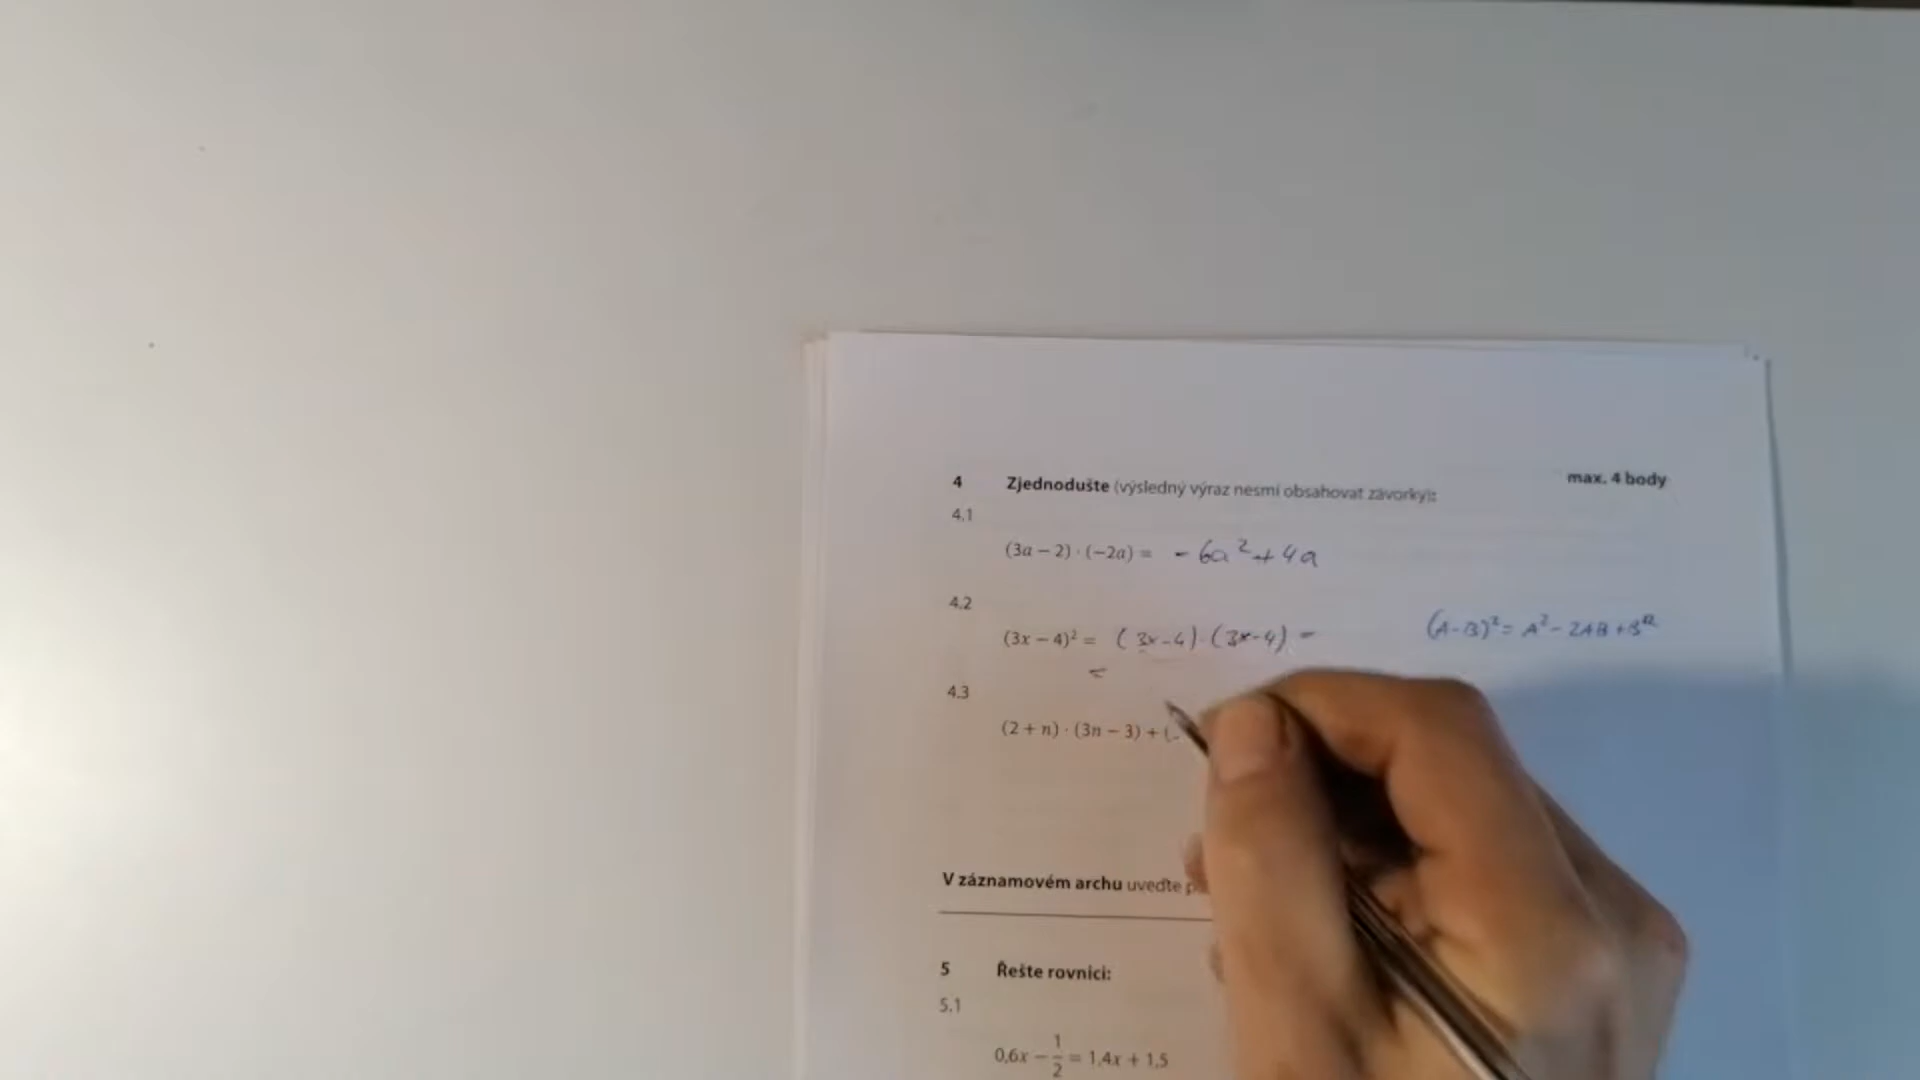 4 Zjednodušte (výsledný výraz nesmí obsahovat závorky): max. 4 body
4.1
(3a − 2) · (−2a) = - 6a² + 4a
4.2
(3x − 4)² = (3x-4)·(3x-4) = (A-B)² = A² - 2AB + B²
=
4.3
(2 + n) · (3n − 3) + (
V záznamovém archu uveďte
5 Řešte rovnici:
5.1
0,6x − 1/2 = 1,4x + 1,5